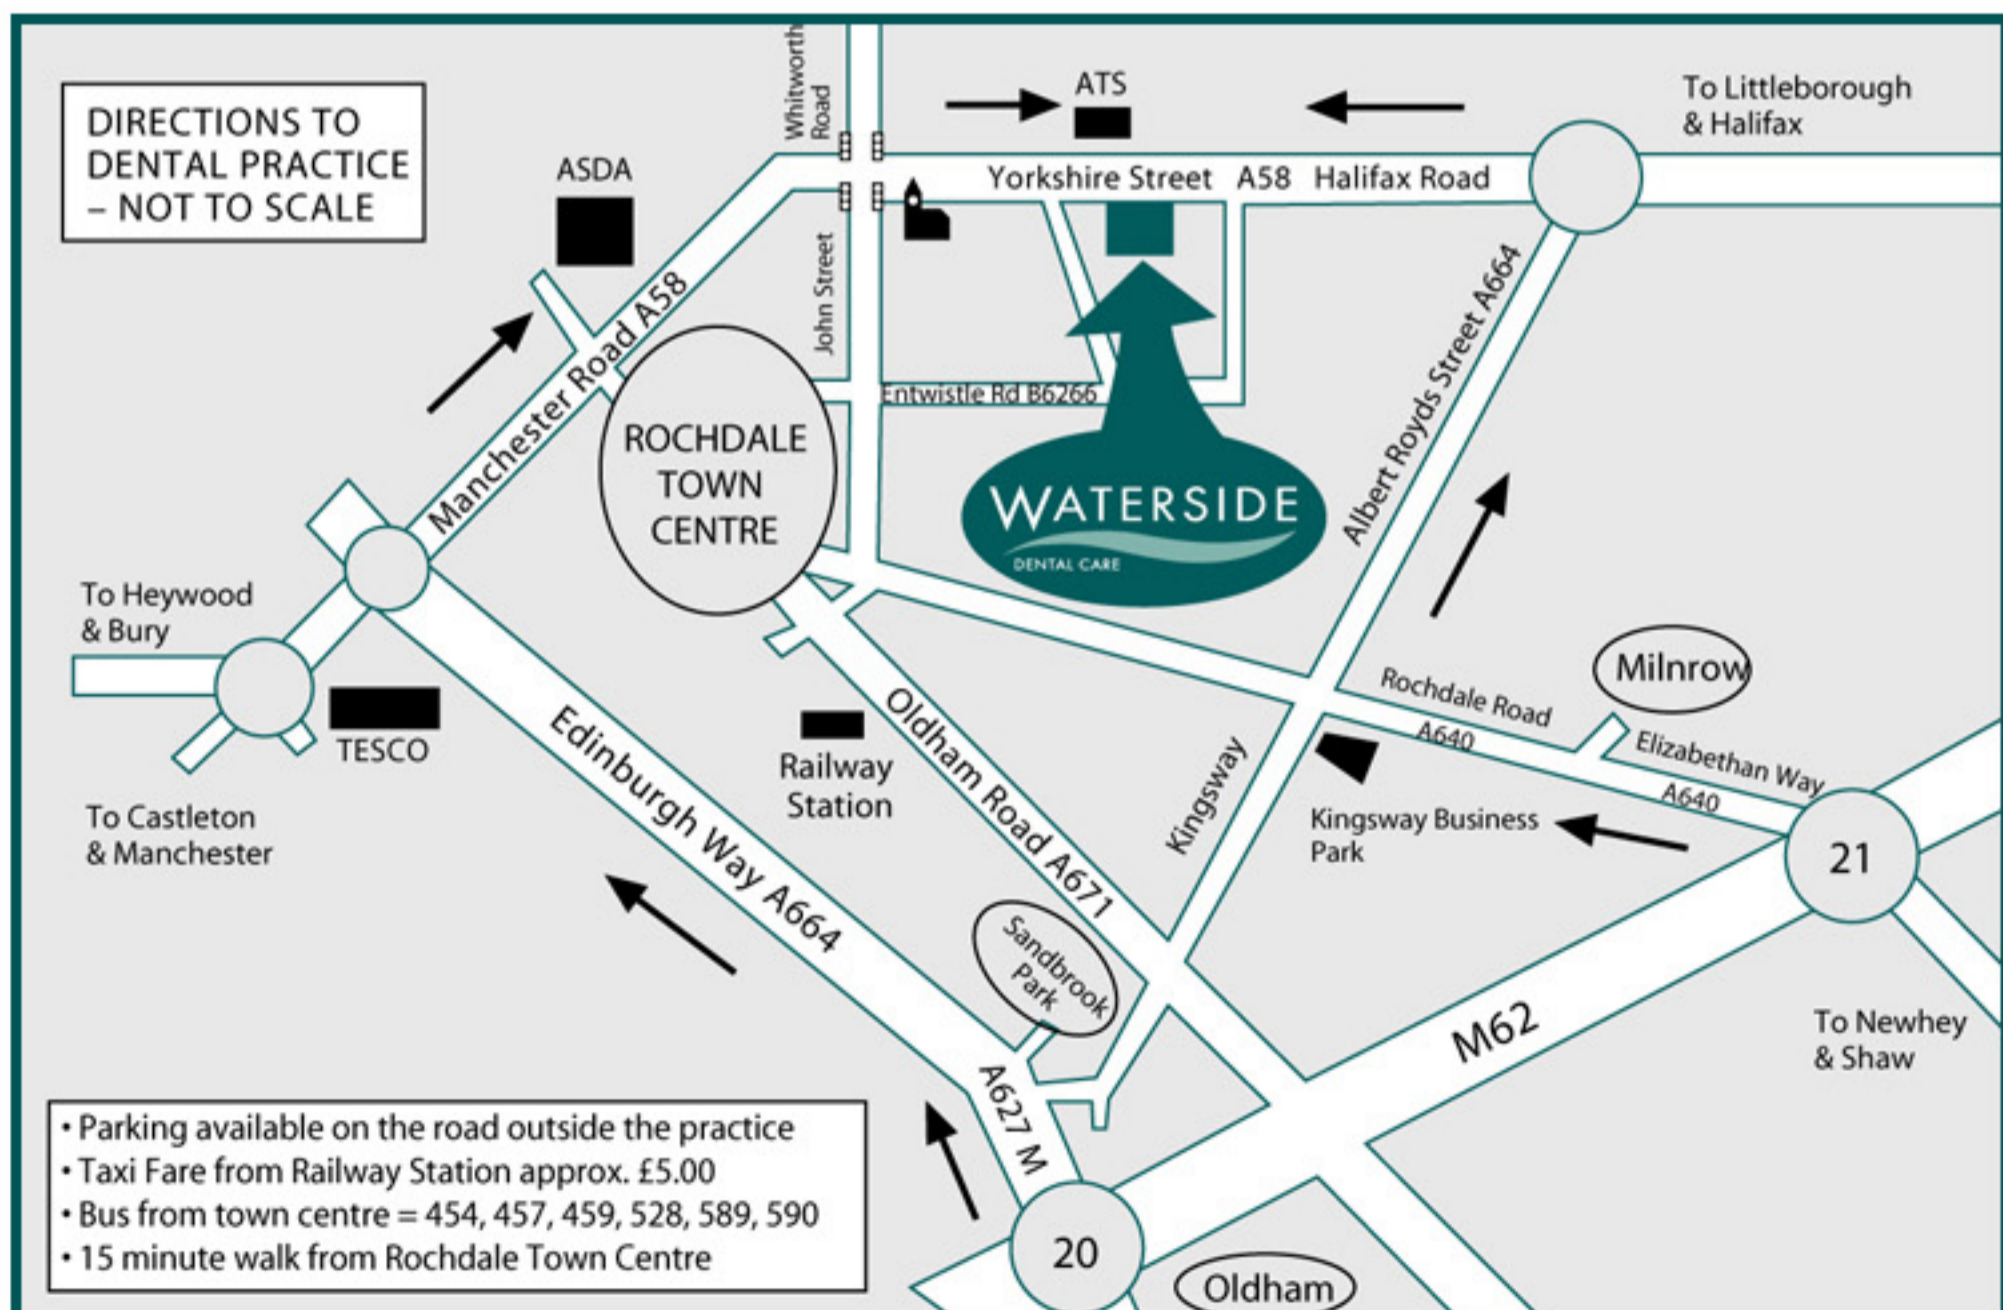 DIRECTIONS TO
DENTAL PRACTICE
– NOT TO SCALE
Whitworth
Road
ATS
To Littleborough
& Halifax
ASDA
Yorkshire Street A58 Halifax Road
John Street
Manchester Road A58
Entwistle Rd B6266
Albert Royds Street A664
ROCHDALE
TOWN
CENTRE
WATERSIDE
DENTAL CARE
To Heywood
& Bury
TESCO
To Castleton
& Manchester
Edinburgh Way A664
Railway
Station
Oldham Road A671
Kingsway
Rochdale Road
A640
Milnrow
Elizabethan Way
A640
Kingsway Business
Park
21
Sandbrook
Park
M62
To Newhey
& Shaw
A627 M
20
Oldham
• Parking available on the road outside the practice
• Taxi Fare from Railway Station approx. £5.00
• Bus from town centre = 454, 457, 459, 528, 589, 590
• 15 minute walk from Rochdale Town Centre